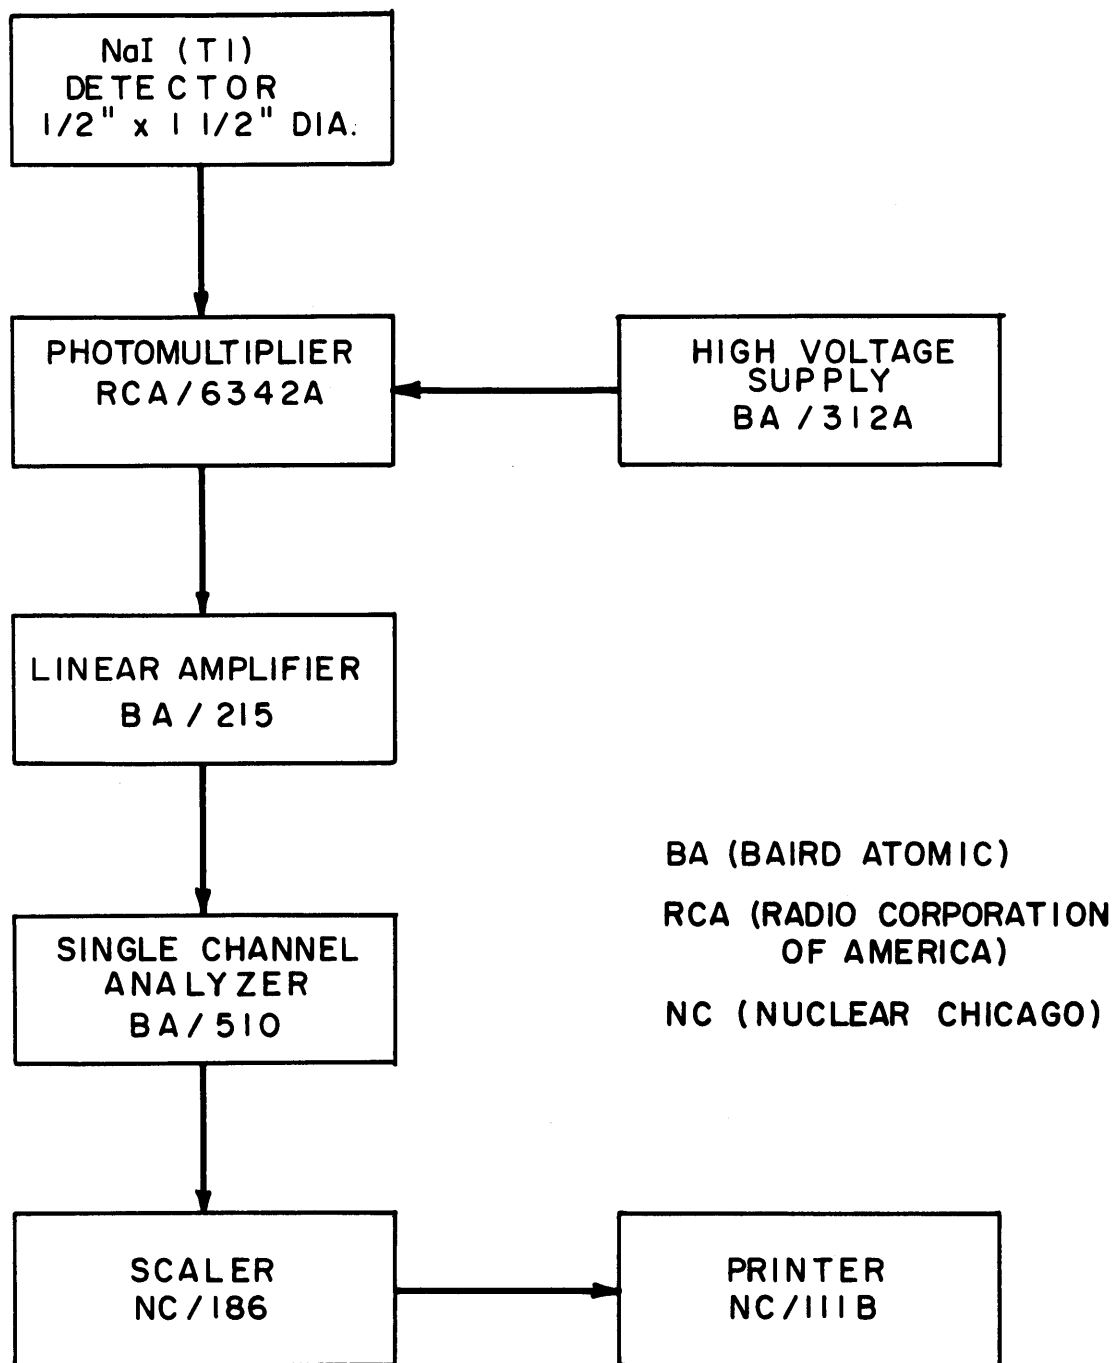 NaI (Tl)
DETECTOR
1/2" x 1 1/2" DIA.
PHOTOMULTIPLIER
RCA/6342A
HIGH VOLTAGE
SUPPLY
BA /312A
LINEAR AMPLIFIER
BA/215
SINGLE CHANNEL
ANALYZER
BA/510
BA (BAIRD ATOMIC)
RCA (RADIO CORPORATION
OF AMERICA)
NC (NUCLEAR CHICAGO)
SCALER
NC/186
PRINTER
NC/111B